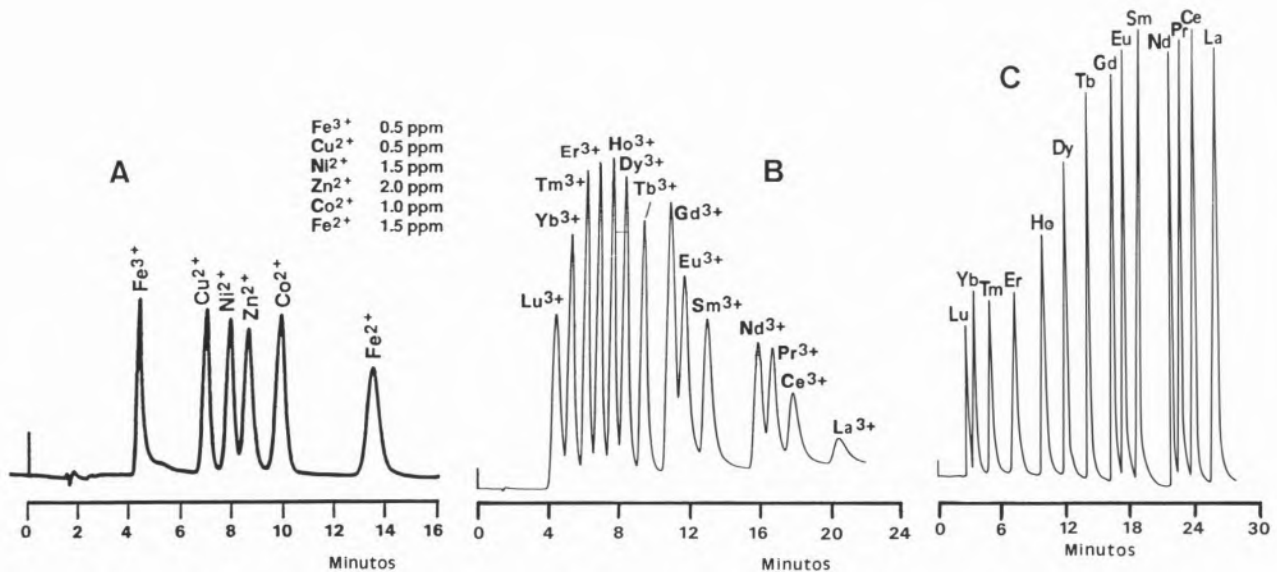 A
Fe3+ 0.5 ppm
Cu2+ 0.5 ppm
Ni2+ 1.5 ppm
Zn2+ 2.0 ppm
Co2+ 1.0 ppm
Fe2+ 1.5 ppm
Fe3+
Cu2+
Ni2+
Zn2+
Co2+
Fe2+
0 2 4 6 8 10 12 14 16
Minutos
B
Lu3+
Yb3+
Tm3+
Er3+
Ho3+
Dy3+
Tb3+
Gd3+
Eu3+
Sm3+
Nd3+
Pr3+
Ce3+
La3+
0 4 8 12 16 20 24
Minutos
C
Lu
Yb
Tm
Er
Ho
Dy
Tb
Gd
Eu
Sm
Nd
Pr
Ce
La
0 6 12 18 24 30
Minutos